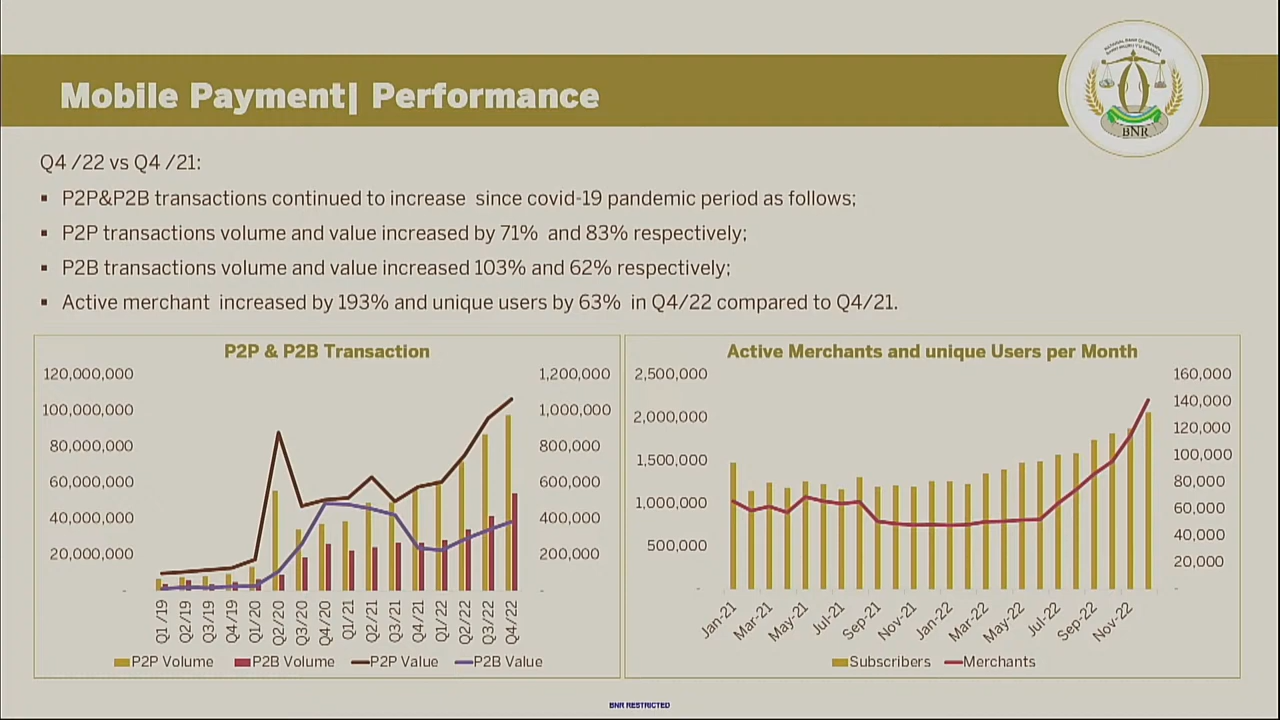 NATIONAL BANK OF RWANDA
BNR
Mobile Payment| Performance
Q4 /22 vs Q4 /21:
▪ P2P&P2B transactions continued to increase since covid-19 pandemic period as follows;
▪ P2P transactions volume and value increased by 71% and 83% respectively;
▪ P2B transactions volume and value increased 103% and 62% respectively;
▪ Active merchant increased by 193% and unique users by 63% in Q4/22 compared to Q4/21.
P2P & P2B Transaction
120,000,000
100,000,000
80,000,000
60,000,000
40,000,000
20,000,000
-
1,200,000
1,000,000
800,000
600,000
400,000
200,000
-
Q1 /19
Q2/19
Q3/19
Q4/19
Q1/20
Q2/20
Q3/20
Q4/20
Q1/21
Q2/21
Q3/21
Q4/21
Q1/22
Q2/22
Q3/22
Q4/22
P2P Volume P2B Volume P2P Value P2B Value
Active Merchants and unique Users per Month
2,500,000
2,000,000
1,500,000
1,000,000
500,000
-
160,000
140,000
120,000
100,000
80,000
60,000
40,000
20,000
-
Jan-21
Mar-21
May-21
Jul-21
Sep-21
Nov-21
Jan-22
Mar-22
May-22
Jul-22
Sep-22
Nov-22
Subscribers Merchants
BNR RESTRICTED